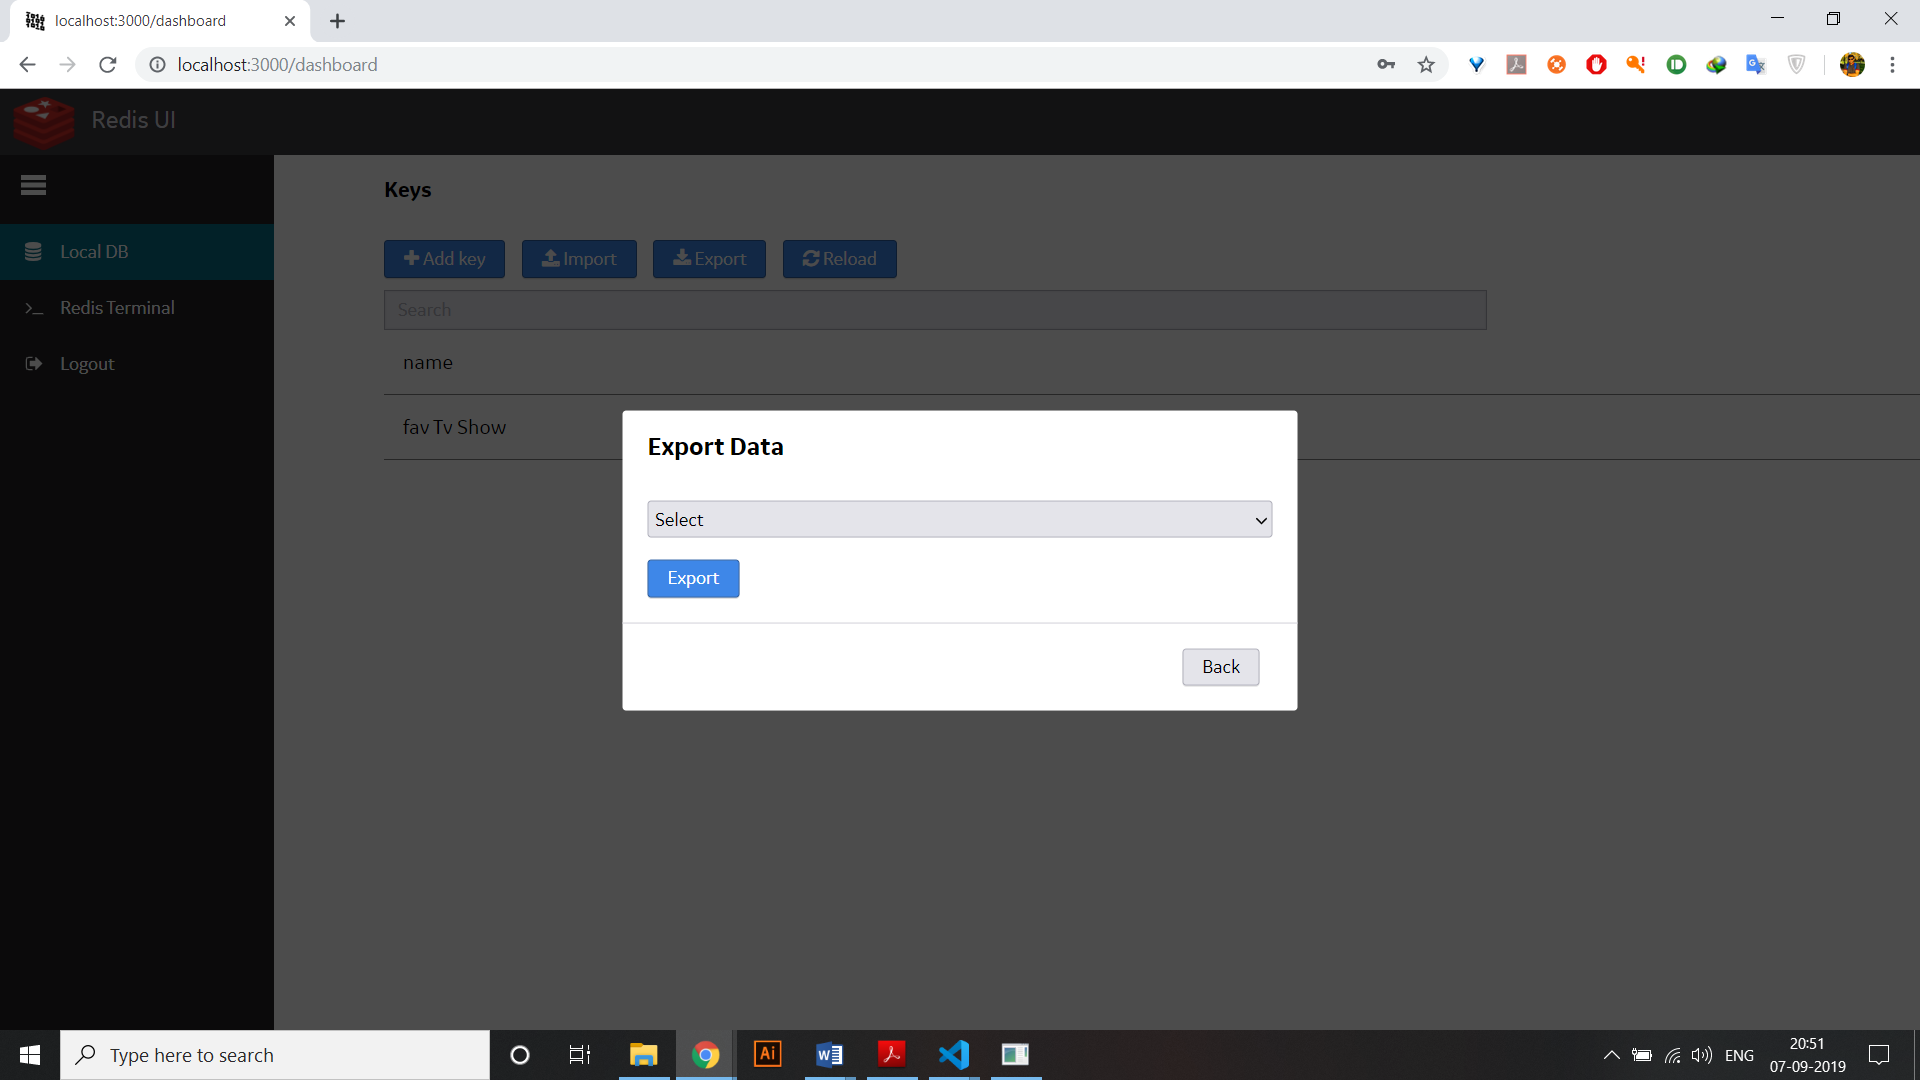 localhost:3000/dashboard
localhost:3000/dashboard
Redis UI
Keys
Local DB
Add key Import Export Reload
Redis Terminal
Search
Logout
name
fav Tv Show
Export Data
Select
Export
Back
Type here to search
Ai
ENG
20:51
07-09-2019